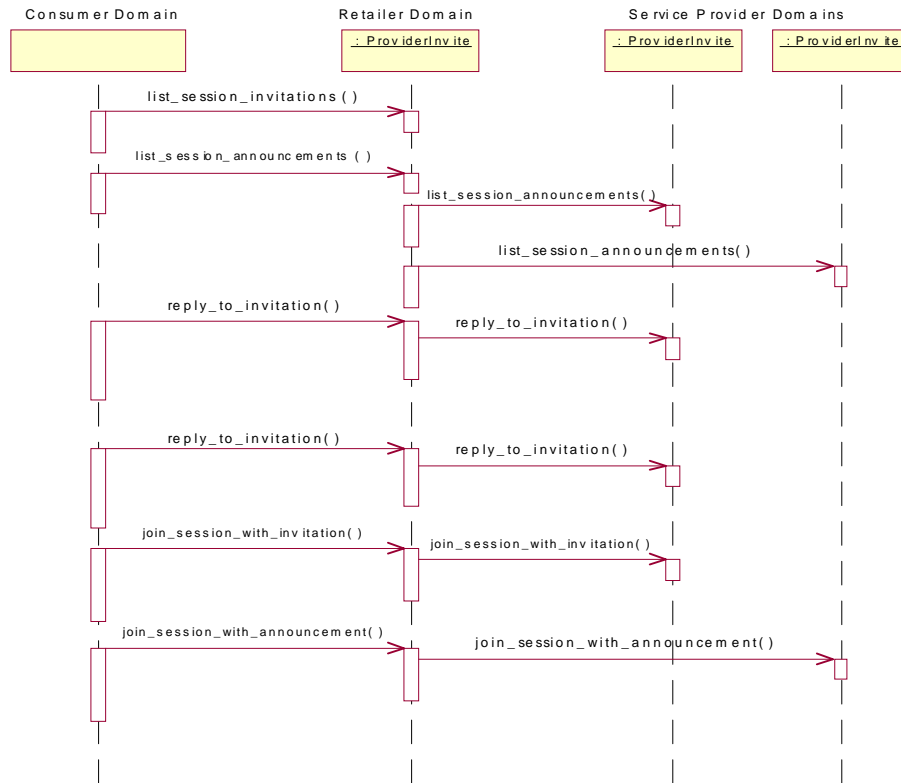 Consumer Domain
Retailer Domain
Service Provider Domains
: ProviderInvite
: ProviderInvite
: ProviderInvite
list_session_invitations ()
list_session_announcements ()
list_session_announcements()
list_session_announcements()
reply_to_invitation()
reply_to_invitation()
reply_to_invitation()
reply_to_invitation()
join_session_with_invitation()
join_session_with_invitation()
join_session_with_announcement()
join_session_with_announcement()